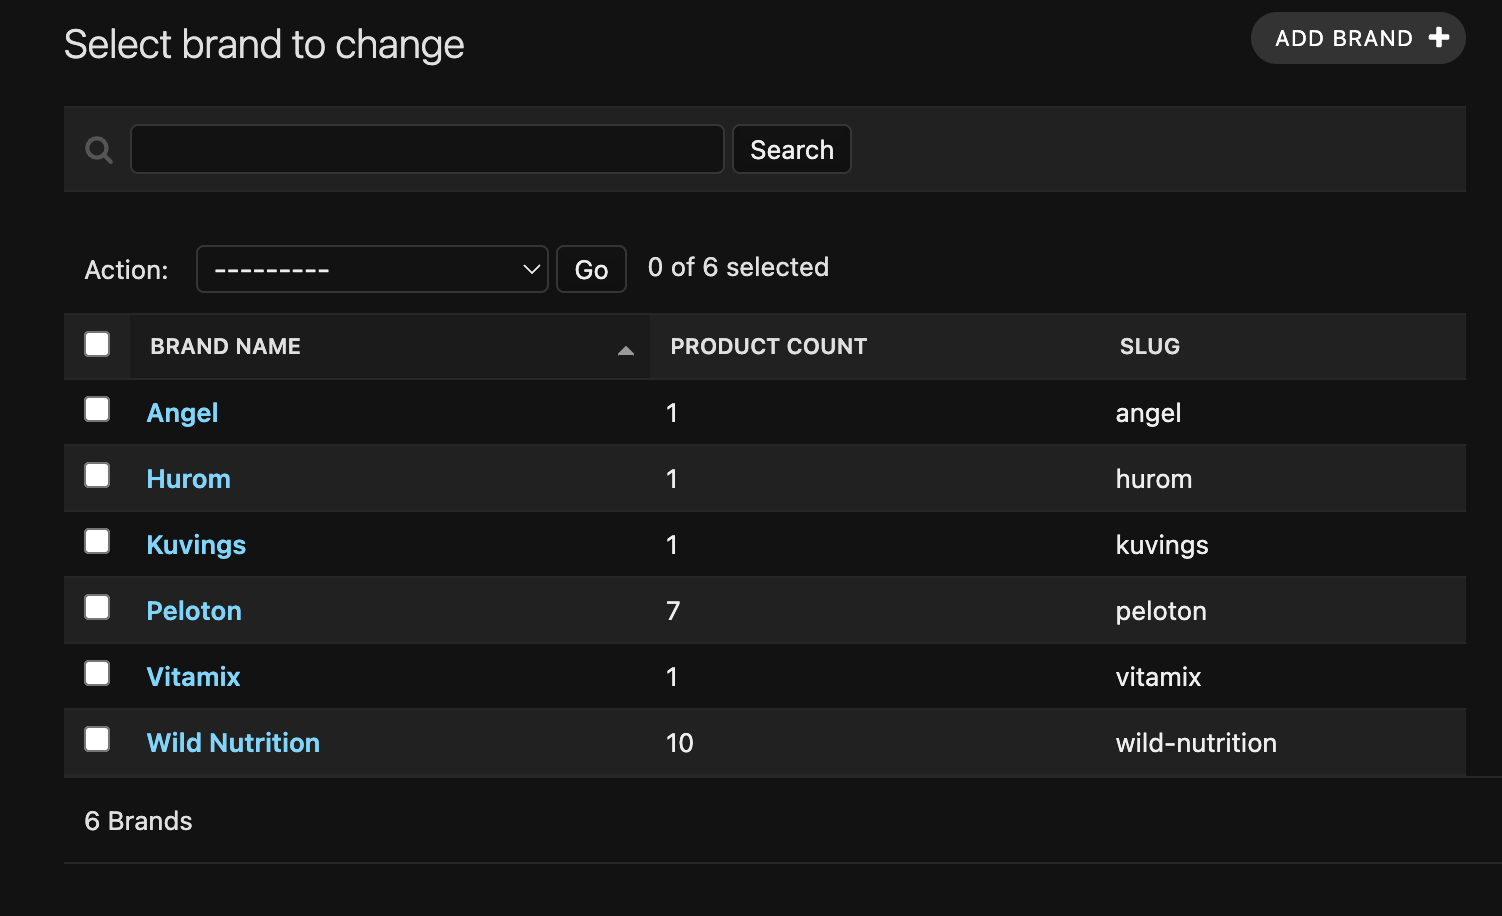 Select brand to change
ADD BRAND
Search
Action: --------- Go 0 of 6 selected
BRAND NAME PRODUCT COUNT SLUG
Angel 1 angel
Hurom 1 hurom
Kuvings 1 kuvings
Peloton 7 peloton
Vitamix 1 vitamix
Wild Nutrition 10 wild-nutrition
6 Brands